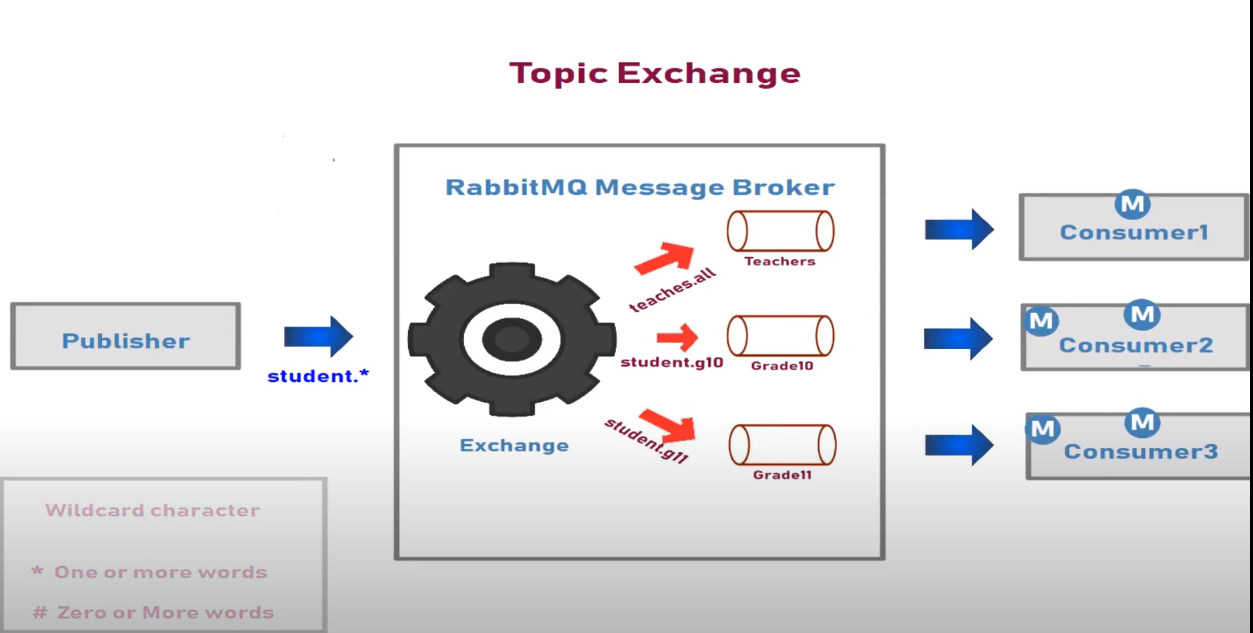 Topic Exchange
RabbitMQ Message Broker
Teachers
teaches.all
Publisher
student.*
student.g10
Grade10
student.g11
Exchange
Grade11
M
Consumer1
M
M
Consumer2
M
M
Consumer3
Wildcard character
* One or more words
# Zero or More words